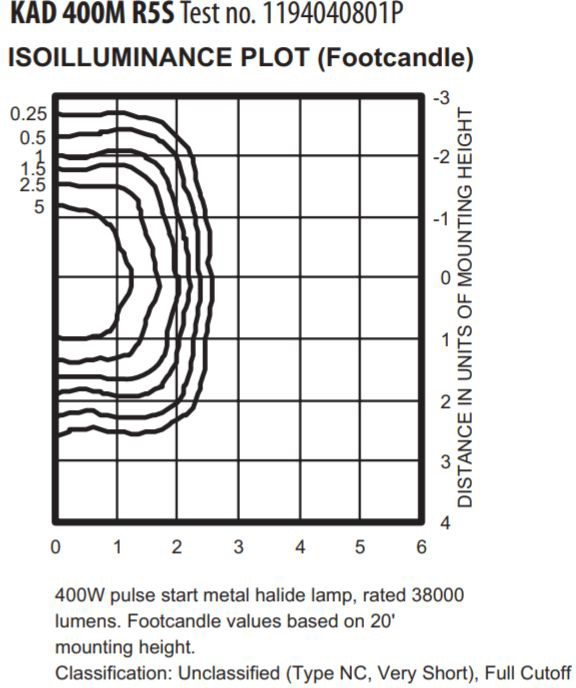 KAD 400M R5S Test no. 1194040801P
ISOILLUMINANCE PLOT (Footcandle)
0.25
0.5
1
1.5
2.5
5
-3
-2
-1
0
1
2
3
4
DISTANCE IN UNITS OF MOUNTING HEIGHT
0 1 2 3 4 5 6
400W pulse start metal halide lamp, rated 38000
lumens. Footcandle values based on 20'
mounting height.
Classification: Unclassified (Type NC, Very Short), Full Cutoff